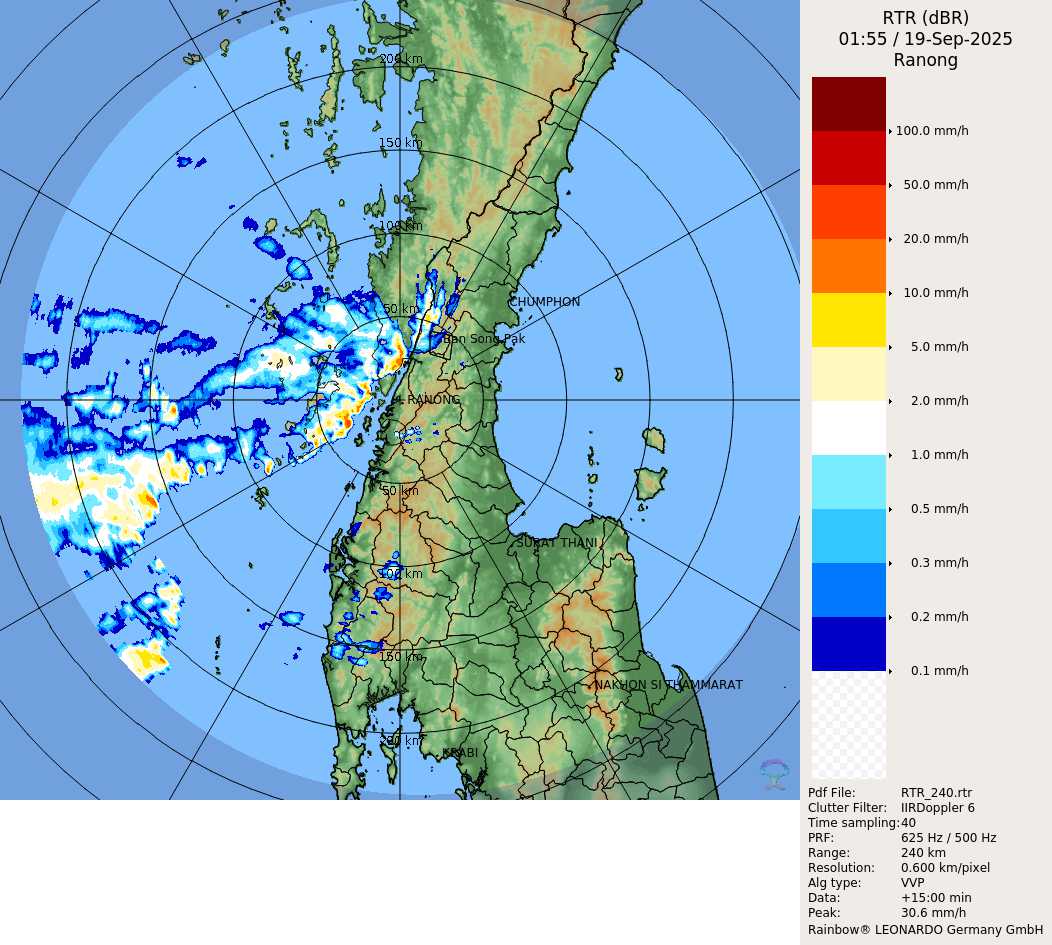 RTR (dBR)
01:55 / 19-Sep-2025
Ranong
200 km
150 km
100 km
50 km
CHUMPHON
Ban Song Pak
RANONG
50 km
SURAT THANI
100 km
150 km
NAKHON SI THAMMARAT
200 km
KRABI
100.0 mm/h
50.0 mm/h
20.0 mm/h
10.0 mm/h
5.0 mm/h
2.0 mm/h
1.0 mm/h
0.5 mm/h
0.3 mm/h
0.2 mm/h
0.1 mm/h
Pdf File: RTR_240.rtr
Clutter Filter: IIRDoppler 6
Time sampling: 40
PRF: 625 Hz / 500 Hz
Range: 240 km
Resolution: 0.600 km/pixel
Alg type: VVP
Data: +15:00 min
Peak: 30.6 mm/h
Rainbow® LEONARDO Germany GmbH